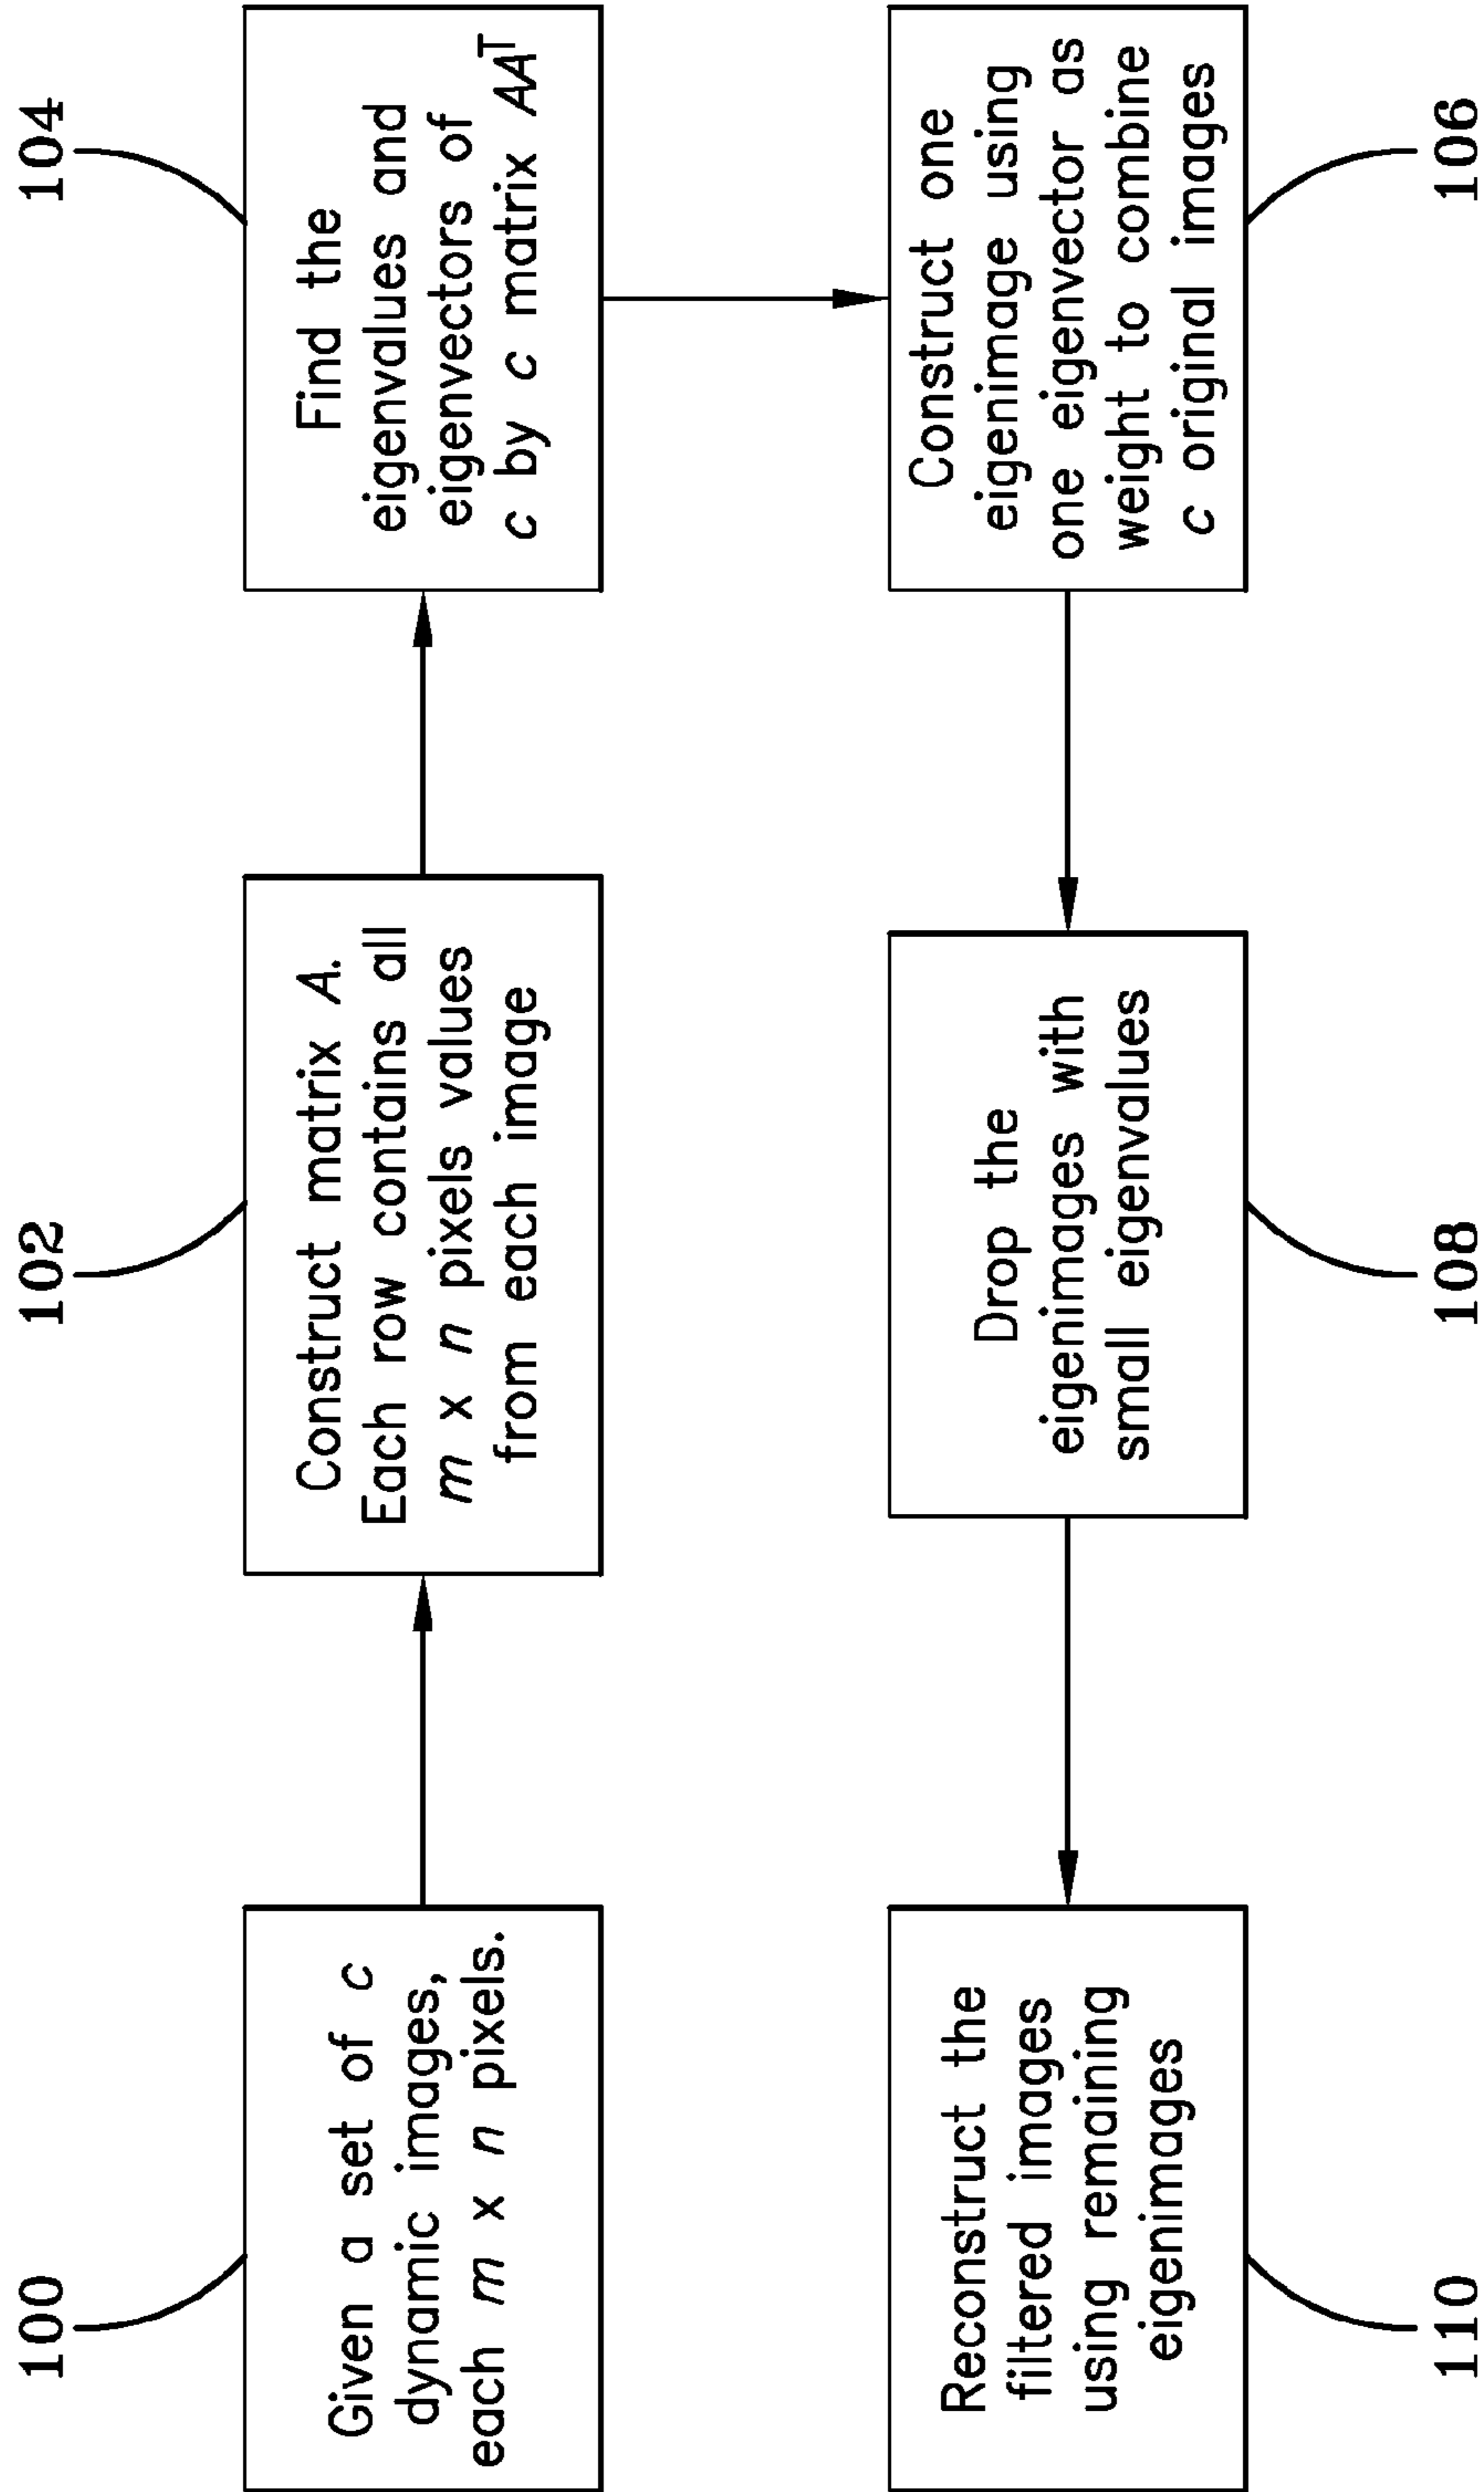 100
Given a set of c
dynamic images,
each m x n pixels.
102
Construct matrix A.
Each row contains all
m x n pixels values
from each image
104
Find the
eigenvalues and
eigenvectors of
c by c matrix AAᵀ
Construct one
eigenimage using
one eigenvector as
weight to combine
c original images
106
Drop the
eigenimages with
small eigenvalues
108
Reconstruct the
filtered images
using remaining
eigenimages
110